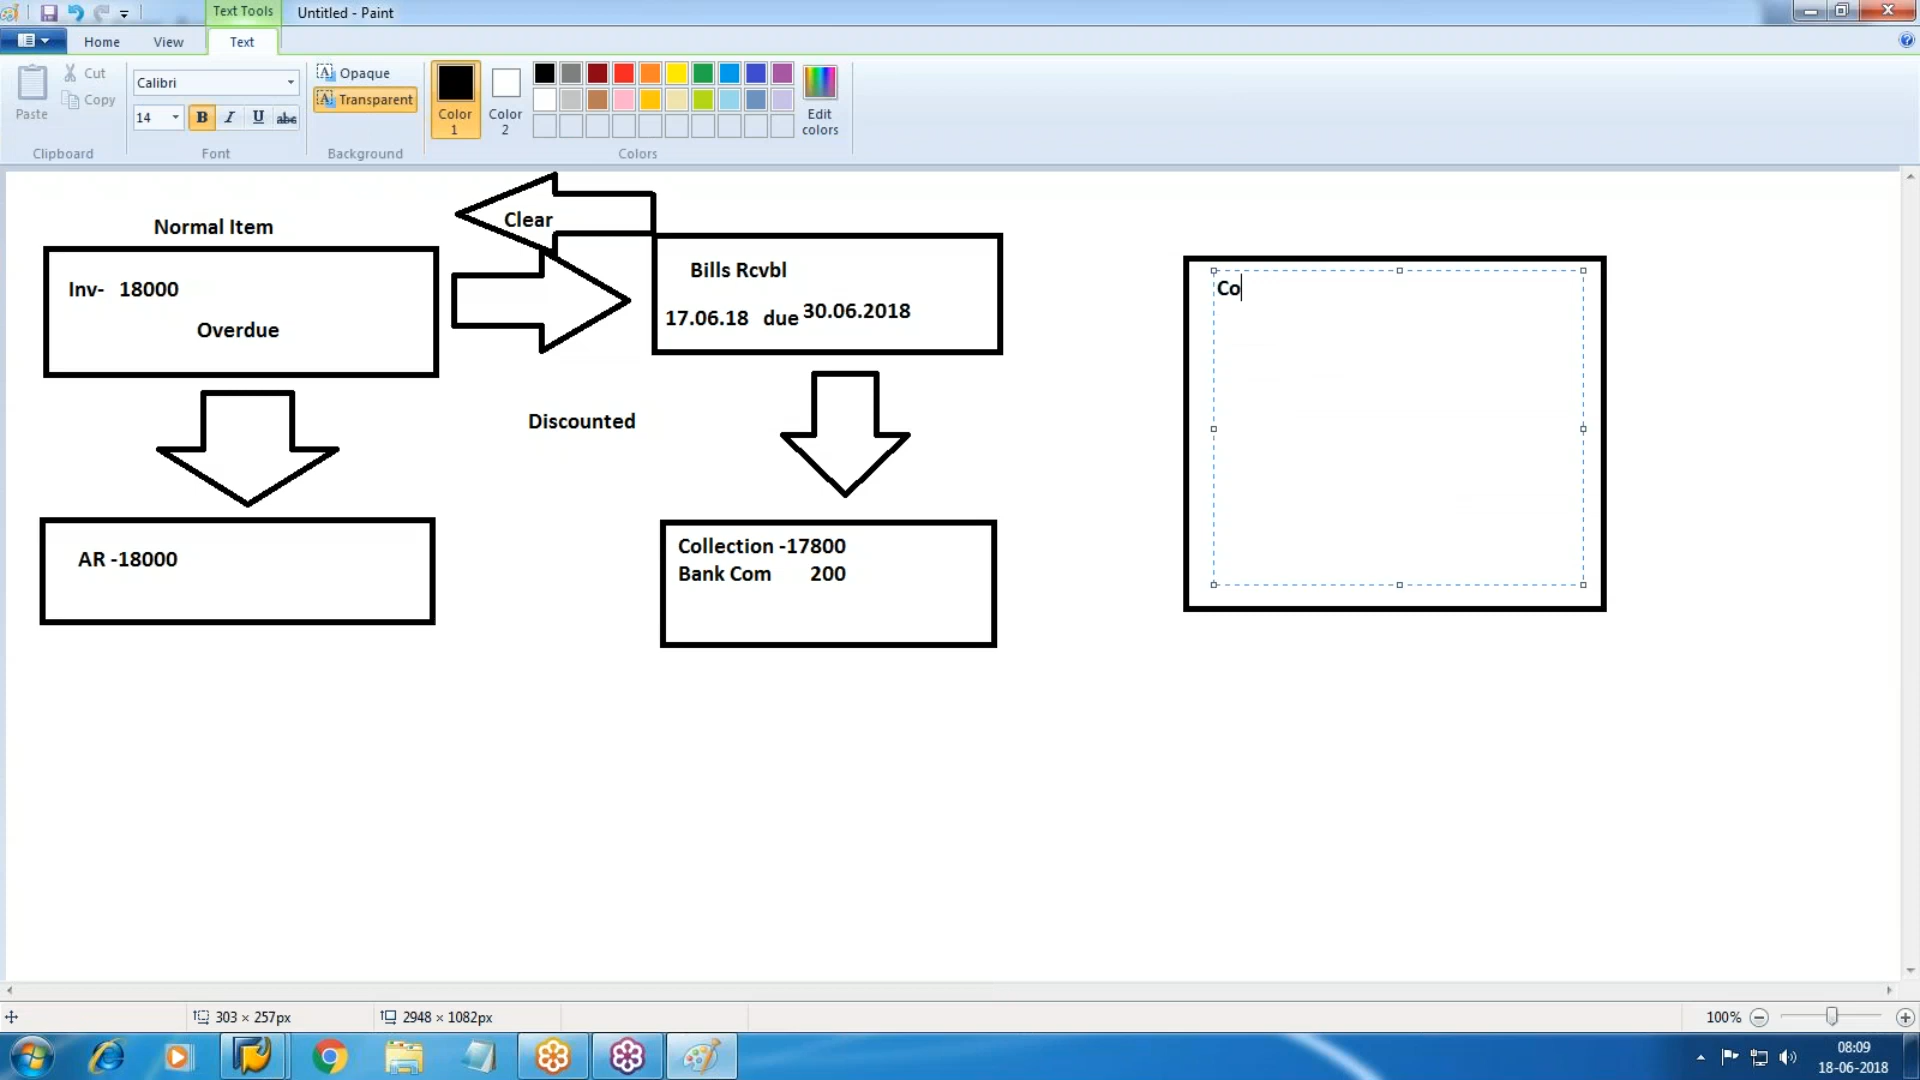 Text Tools
Untitled - Paint
Home
View
Text
Paste
Cut
Copy
Clipboard
Calibri
14
B I U abc
Font
Opaque
Transparent
Background
Color 1
Color 2
Edit colors
Colors
Normal Item
Inv- 18000
Overdue
AR -18000
Clear
Bills Rcvbl
17.06.18 due 30.06.2018
Discounted
Collection -17800
Bank Com 200
Co
303 × 257px
2948 × 1082px
100%
08:09
18-06-2018